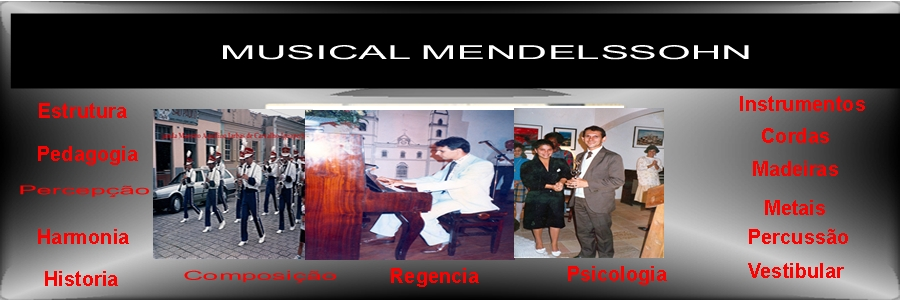 MUSICAL MENDELSSOHN
Estrutura
Pedagogia
Percepção
Harmonia
Historia
Composição
Regencia
Psicologia
Instrumentos
Cordas
Madeiras
Metais
Percussão
Vestibular